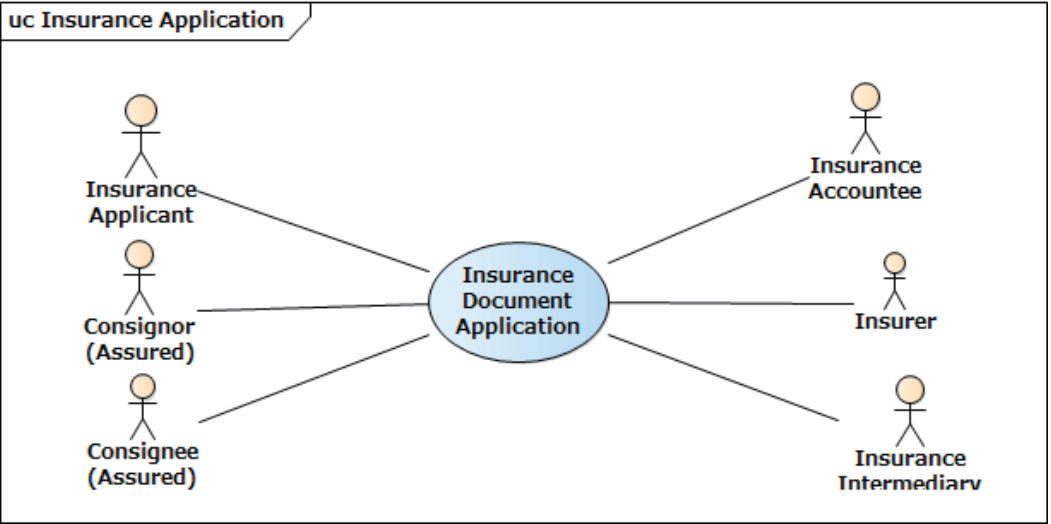 uc Insurance Application
Insurance
Applicant
Consignor
(Assured)
Consignee
(Assured)
Insurance
Document
Application
Insurance
Accountee
Insurer
Insurance
Intermediary